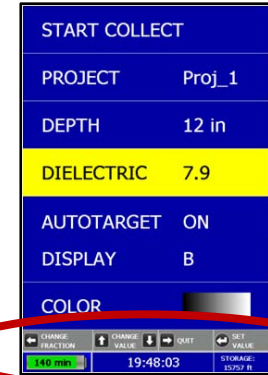 START COLLECT
PROJECT Proj_1
DEPTH 12 in
DIELECTRIC 7.9
AUTOTARGET ON
DISPLAY B
COLOR
CHANGE FRACTION CHANGE VALUE QUIT SET VALUE
140 min 19:48:03 STORAGE: 15757 ft